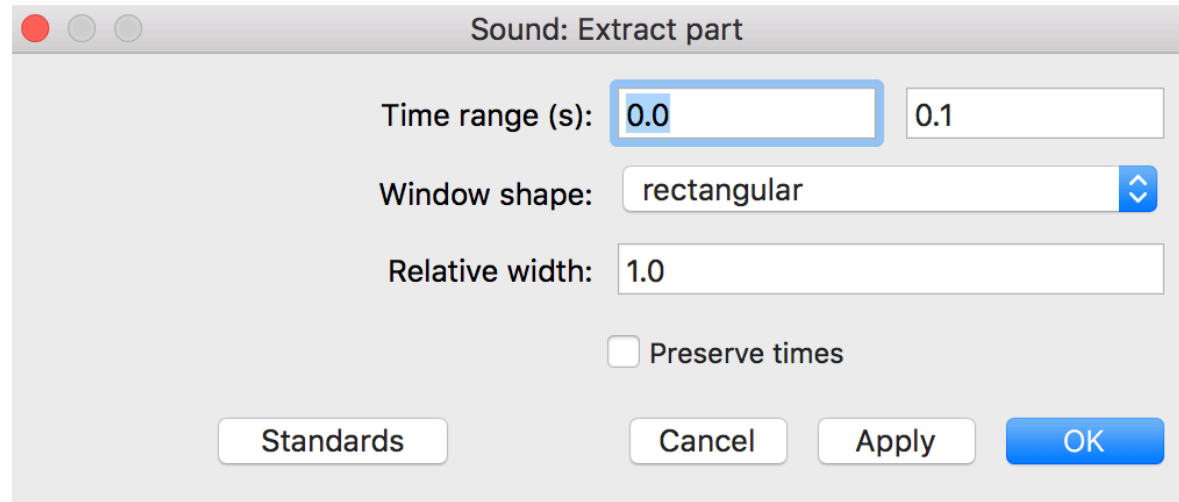 Sound: Extract part
Time range (s): 0.0 0.1
Window shape: rectangular
Relative width: 1.0
Preserve times
Standards Cancel Apply OK